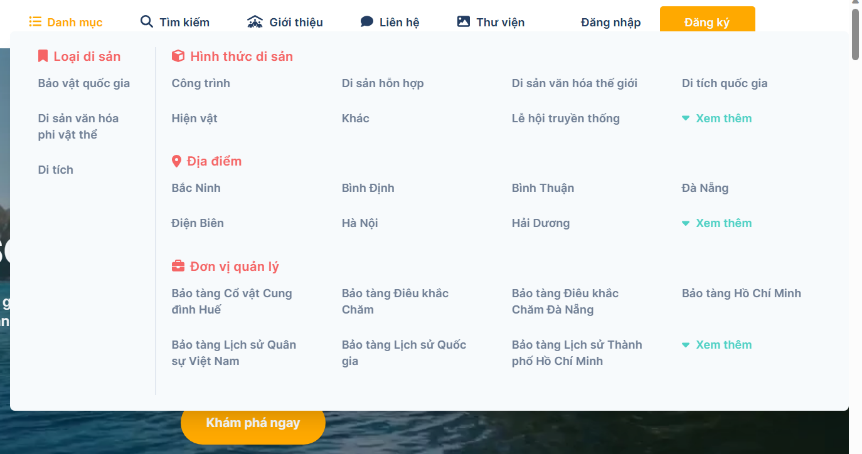 Danh mục
Tìm kiếm
Giới thiệu
Liên hệ
Thư viện
Đăng nhập
Đăng ký
Loại di sản
Bảo vật quốc gia
Di sản văn hóa
phi vật thể
Di tích
Hình thức di sản
Công trình
Di sản hỗn hợp
Di sản văn hóa thế giới
Di tích quốc gia
Hiện vật
Khác
Lễ hội truyền thống
Xem thêm
Địa điểm
Bắc Ninh
Bình Định
Bình Thuận
Đà Nẵng
Điện Biên
Hà Nội
Hải Dương
Xem thêm
Đơn vị quản lý
Bảo tàng Cổ vật Cung
đình Huế
Bảo tàng Điêu khắc
Chăm
Bảo tàng Điêu khắc
Chăm Đà Nẵng
Bảo tàng Hồ Chí Minh
Bảo tàng Lịch sử Quân
sự Việt Nam
Bảo tàng Lịch sử Quốc
gia
Bảo tàng Lịch sử Thành
phố Hồ Chí Minh
Xem thêm
Khám phá ngay